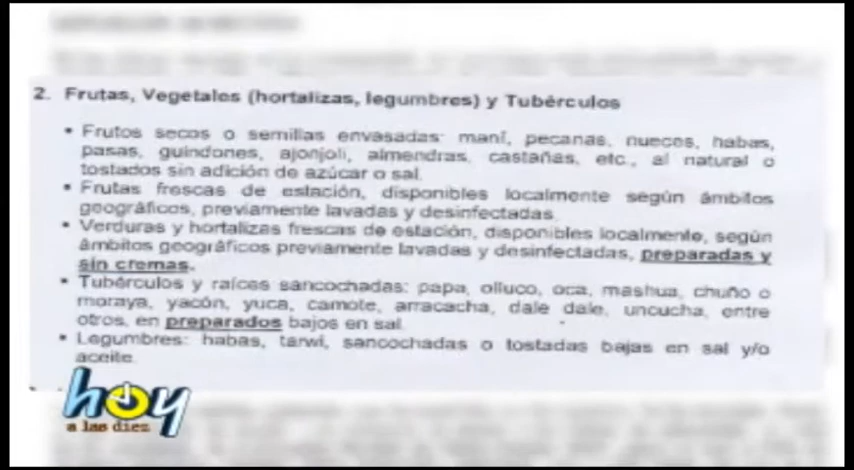 2. Frutas, Vegetales (hortalizas, legumbres) y Tubérculos
• Frutos secos o semillas envasadas: maní, pecanas, nueces, habas,
pasas, guindones, ajonjolí, almendras, castañas, etc., al natural o
tostados sin adición de azúcar o sal.
• Frutas frescas de estación, disponibles localmente según ámbitos
geográficos, previamente lavadas y desinfectadas.
• Verduras y hortalizas frescas de estación, disponibles localmente, según
ámbitos geográficos previamente lavadas y desinfectadas, preparadas y
sin cremas.
• Tubérculos y raíces sancochadas: papa, olluco, oca, mashua, chuño o
moraya, yacón, yuca, camote, arracacha, dale dale, uncucha, entre
otros, en preparados bajos en sal.
• Legumbres: habas, tarwi, sancochadas o tostadas bajas en sal y/o
aceite.
hoy
a las diez